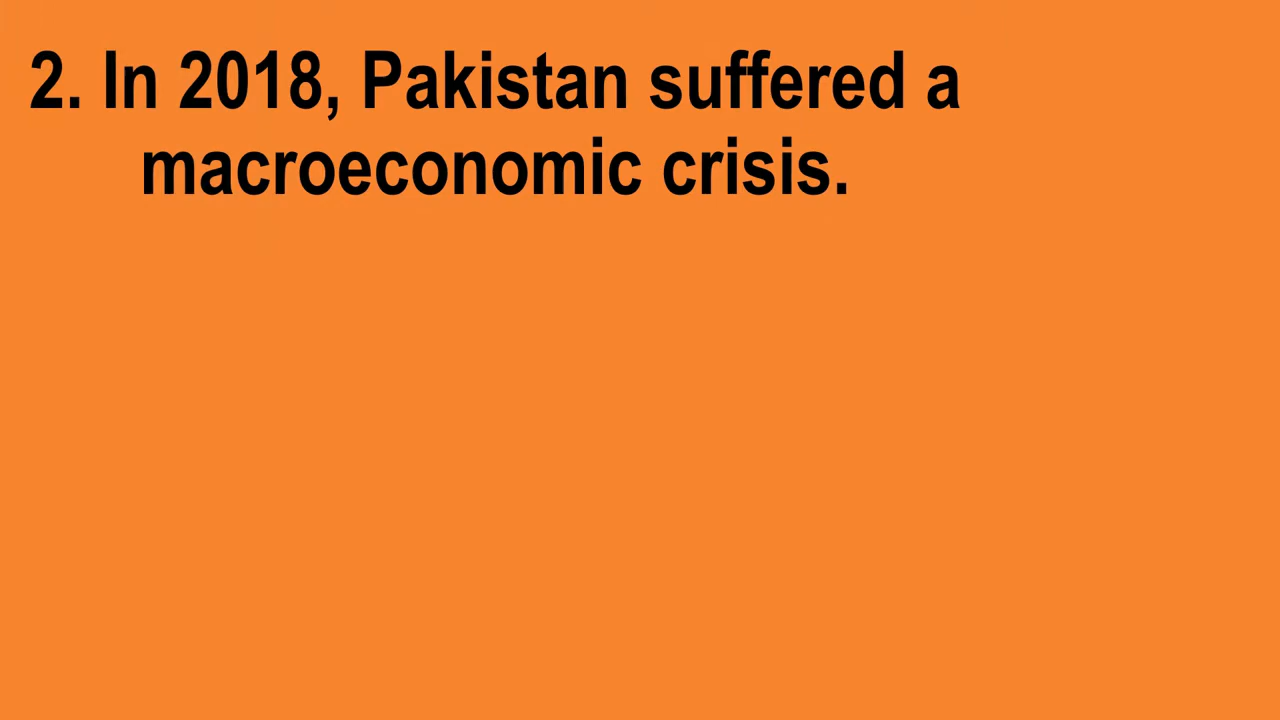 2. In 2018, Pakistan suffered a
macroeconomic crisis.